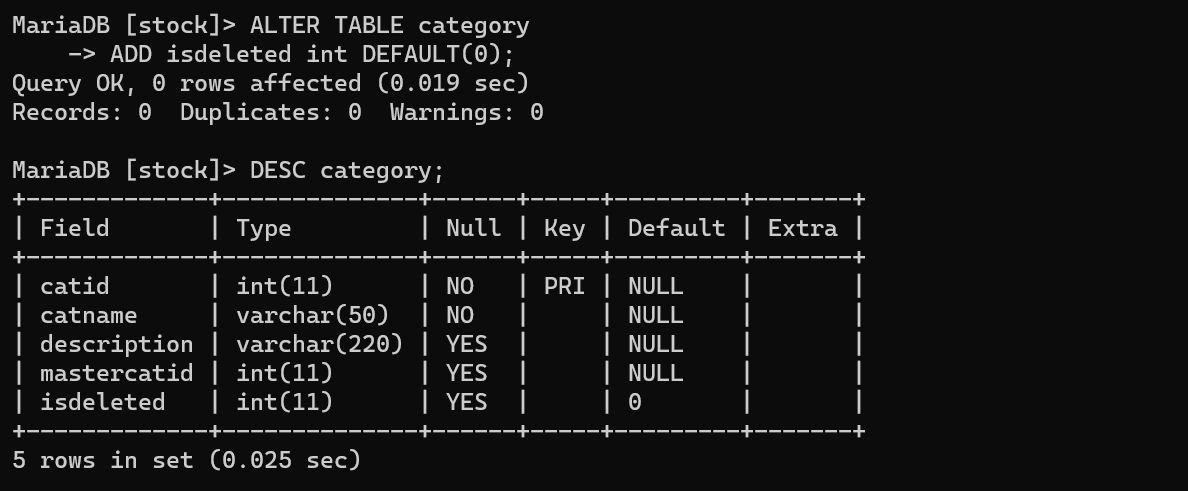 MariaDB [stock]> ALTER TABLE category
    -> ADD isdeleted int DEFAULT(0);
Query OK, 0 rows affected (0.019 sec)
Records: 0  Duplicates: 0  Warnings: 0

MariaDB [stock]> DESC category;
+-------------+--------------+------+-----+---------+-------+
| Field       | Type         | Null | Key | Default | Extra |
+-------------+--------------+------+-----+---------+-------+
| catid       | int(11)      | NO   | PRI | NULL    |       |
| catname     | varchar(50)  | NO   |     | NULL    |       |
| description | varchar(220) | YES  |     | NULL    |       |
| mastercatid | int(11)      | YES  |     | NULL    |       |
| isdeleted   | int(11)      | YES  |     | 0       |       |
+-------------+--------------+------+-----+---------+-------+
5 rows in set (0.025 sec)